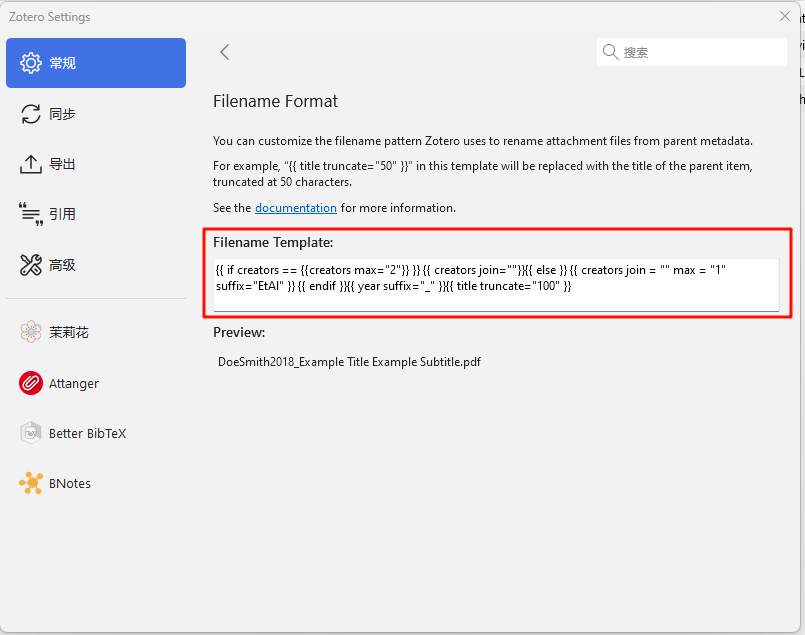 Zotero Settings
常规
搜索
同步
导出
引用
高级
茉莉花
Attanger
Better BibTeX
BNotes
Filename Format
You can customize the filename pattern Zotero uses to rename attachment files from parent metadata.
For example, "{{ title truncate="50" }}" in this template will be replaced with the title of the parent item,
truncated at 50 characters.
See the documentation for more information.
Filename Template:
{{ if creators == {{creators max="2"}} }} {{ creators join=""}}{{ else }} {{ creators join = "" max = "1"
suffix="EtAl" }} {{ endif }}{{ year suffix="_" }}{{ title truncate="100" }}
Preview:
DoeSmith2018_Example Title Example Subtitle.pdf